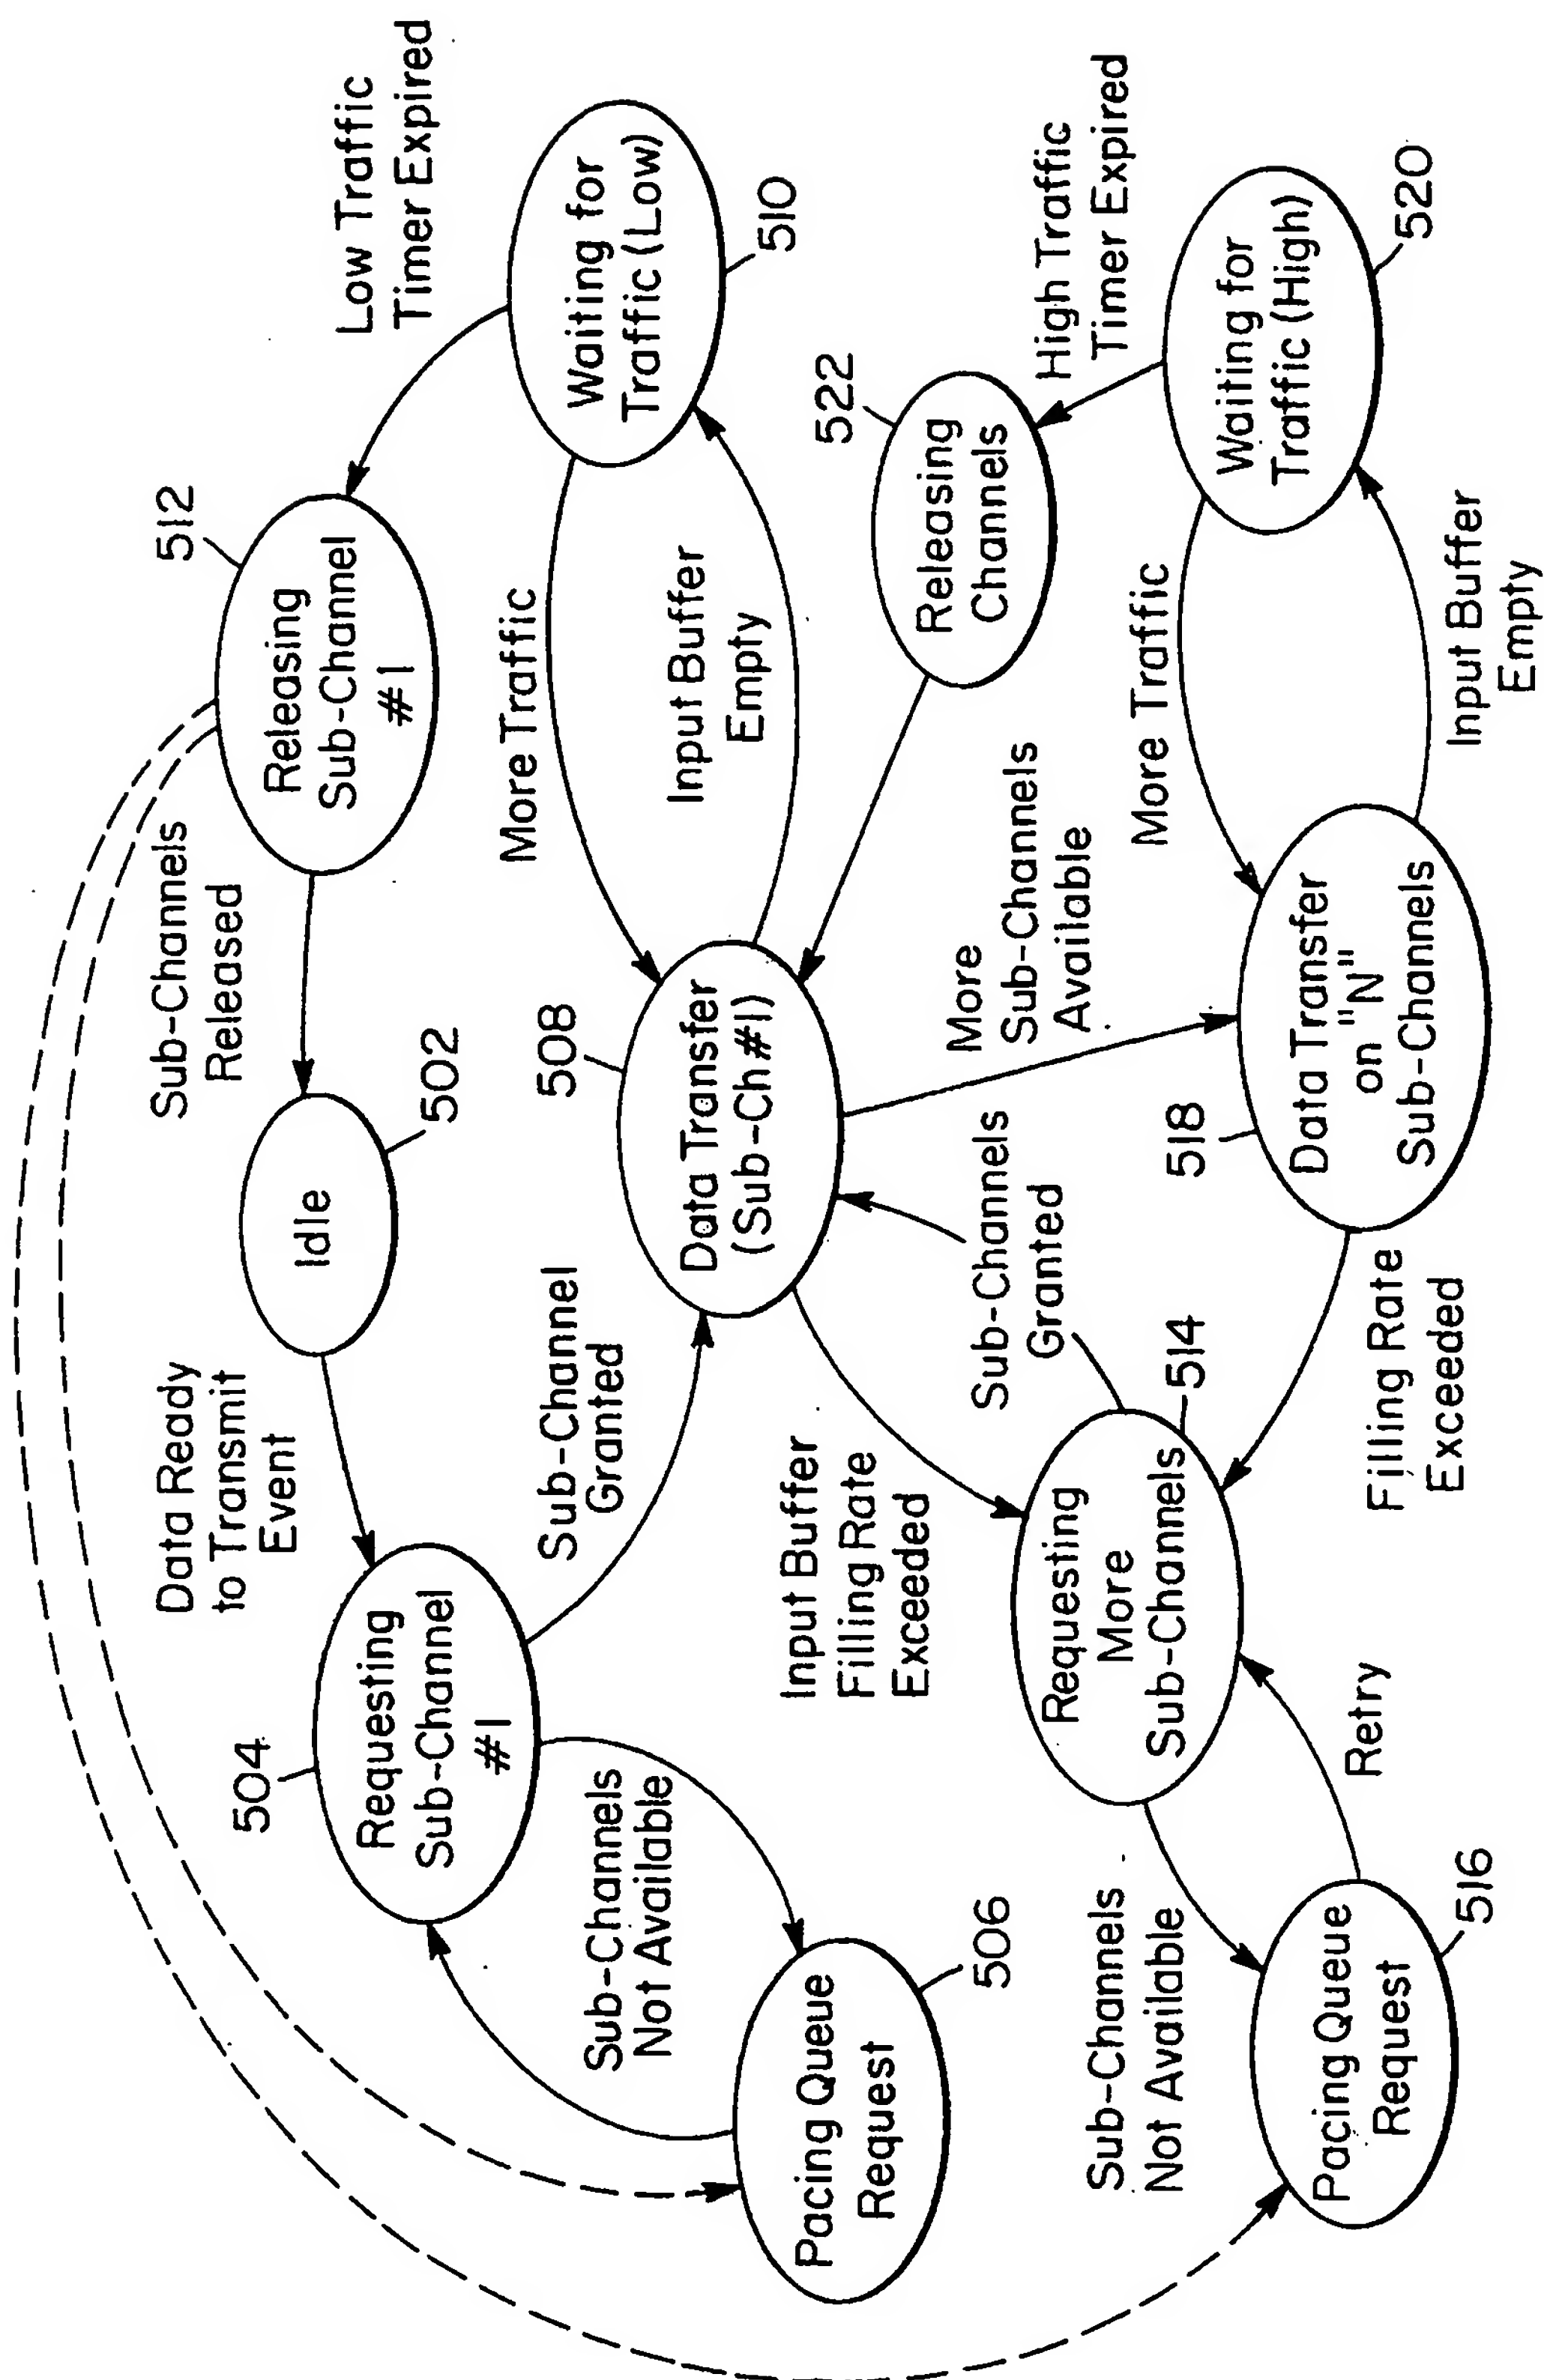 Data Ready
to Transmit
Event
Idle
502
Sub-Channels
Released
512
Releasing
Sub-Channel
#1
Low Traffic
Timer Expired
504
Requesting
Sub-Channel
#1
Sub-Channel
Granted
508
Data Transfer
(Sub-Ch#1)
More Traffic
Input Buffer
Empty
Waiting for
Traffic (Low)
510
Sub-Channels
Not Available
Pacing Queue
Request
506
Input Buffer
Filling Rate
Exceeded
Sub-Channels
Granted
More
Sub-Channels
Available
522
Releasing
Channels
High Traffic
Timer Expired
Sub-Channels
Not Available
Requesting
More
Sub-Channels
514
518
Data Transfer
on "N"
Sub-Channels
More Traffic
Waiting for
Traffic (High)
520
Pacing Queue
Request
516
Retry
Filling Rate
Exceeded
Input Buffer
Empty